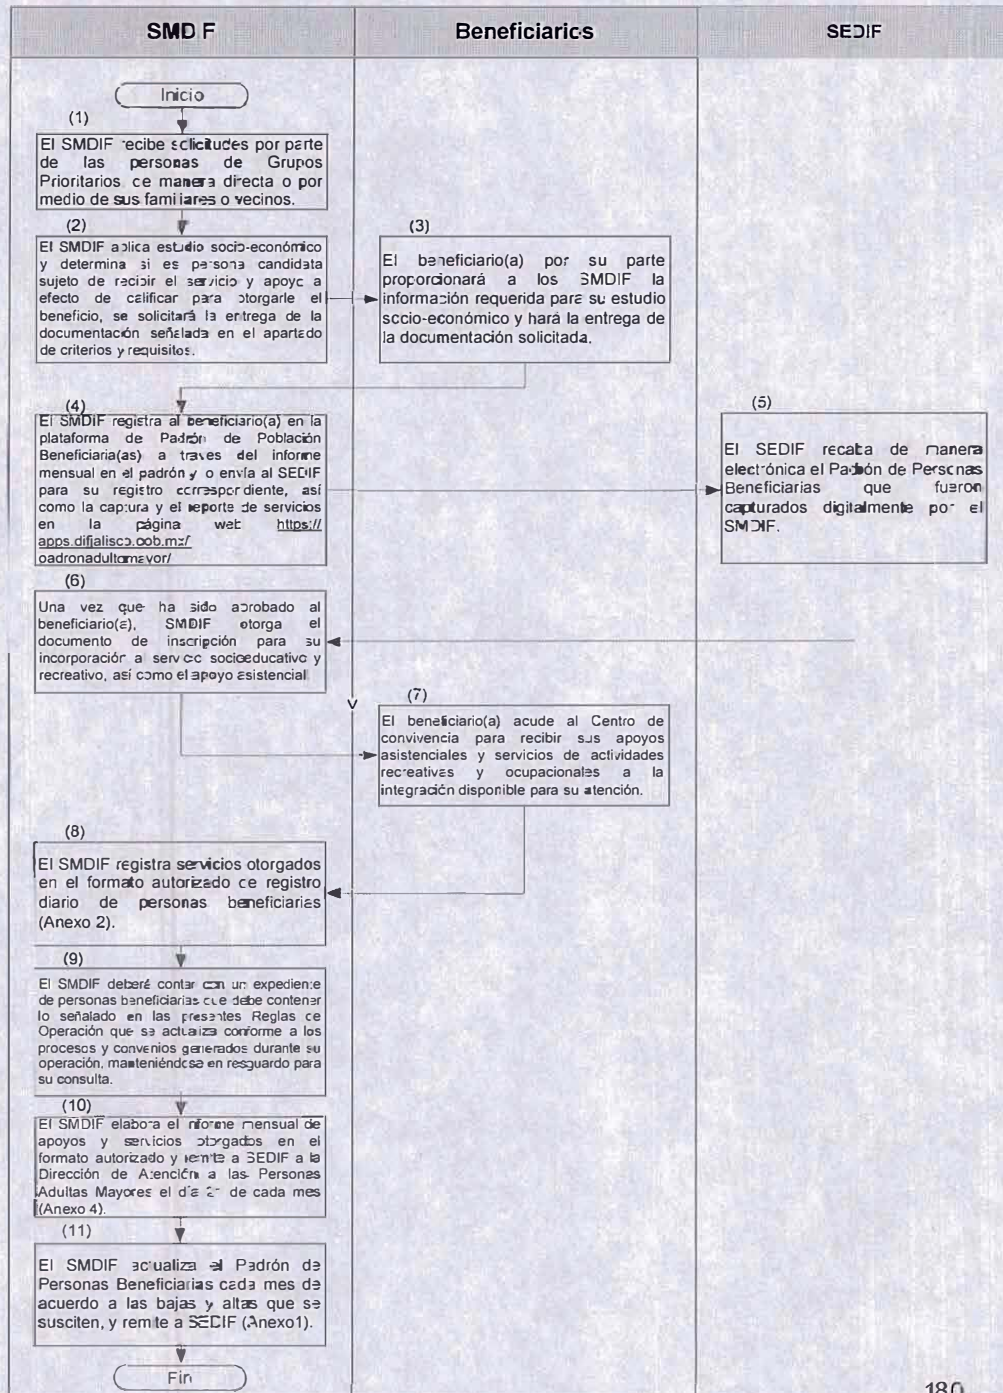 SMDIF Beneficiarios SEDIF
Inicio
(1)
El SMDIF recibe solicitudes por parte
de las personas de Grupos
Prioritarios de manera directa o por
medio de sus familiares o vecinos.
(2)
El SMDIF aplica estudio socio-económico
y determina si es persona candidata
sujeto de recibir el servicio y apoyo a
efecto de calificar para otorgarle el
beneficio, se solicitará la entrega de la
documentación señalada en el apartado
de criterios y requisitos.
(3)
El beneficiario(a) por su parte
proporcionará a los SMDIF la
información requerida para su estudio
socio-económico y hará la entrega de
la documentación solicitada.
(4)
El SMDIF registra al beneficiario(a) en la
plataforma de Padrón de Población
Beneficiaria(as) a traves del informe
mensual en el padrón y o envía al SEDIF
para su registro correspondiente, así
como la captura y el reporte de servicios
en la página web https://
apps.difjalisco.gob.mx/
padronadultomayor/
(5)
El SEDIF recaba de manera
electrónica el Padrón de Personas
Beneficiarias que fueron
capturados digitalmente por el
SMDIF.
(6)
Una vez que ha sido aprobado al
beneficiario(a), SMDIF otorga el
documento de inscripción para su
incorporación al servicio socioeducativo y
recreativo, así como el apoyo asistencial
(7)
El beneficiario(a) acude al Centro de
convivencia para recibir sus apoyos
asistenciales y servicios de actividades
recreativas y ocupacionales a la
integración disponible para su atención.
(8)
El SMDIF registra servicios otorgados
en el formato autorizado de registro
diario de personas beneficiarias
(Anexo 2).
(9)
El SMDIF deberá contar con un expediente
de personas beneficiarias que debe contener
lo señalado en las presentes Reglas de
Operación que se actualiza conforme a los
procesos y convenios generados durante su
operación, manteniéndose en resguardo para
su consulta.
(10)
El SMDIF elabora el informe mensual de
apoyos y servicios otorgados en el
formato autorizado y remite a SEDIF a la
Dirección de Atención a las Personas
Adultas Mayores el día de cada mes
(Anexo 4).
(11)
El SMDIF actualiza el Padrón de
Personas Beneficiarias cada mes de
acuerdo a las bajas y altas que se
susciten, y remite a SEDIF (Anexo1).
Fin
180